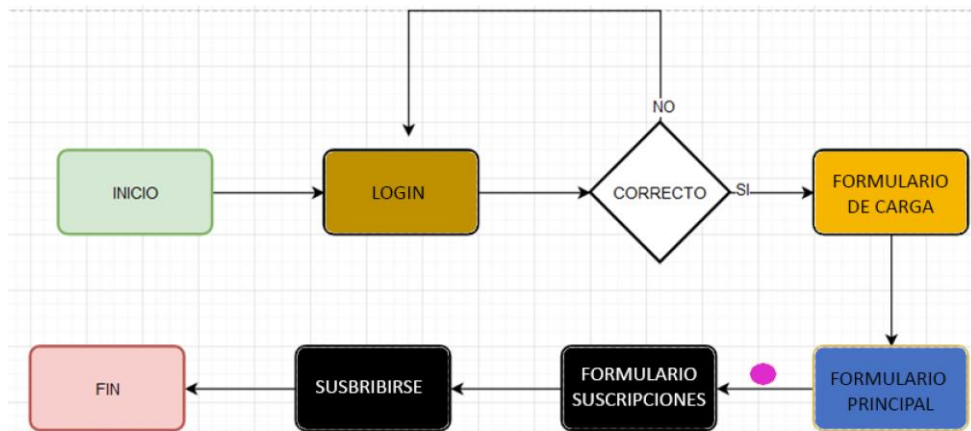 NO
INICIO
LOGIN
CORRECTO
SI
FORMULARIO
DE CARGA
FIN
SUSBRIBIRSE
FORMULARIO
SUSCRIPCIONES
FORMULARIO
PRINCIPAL